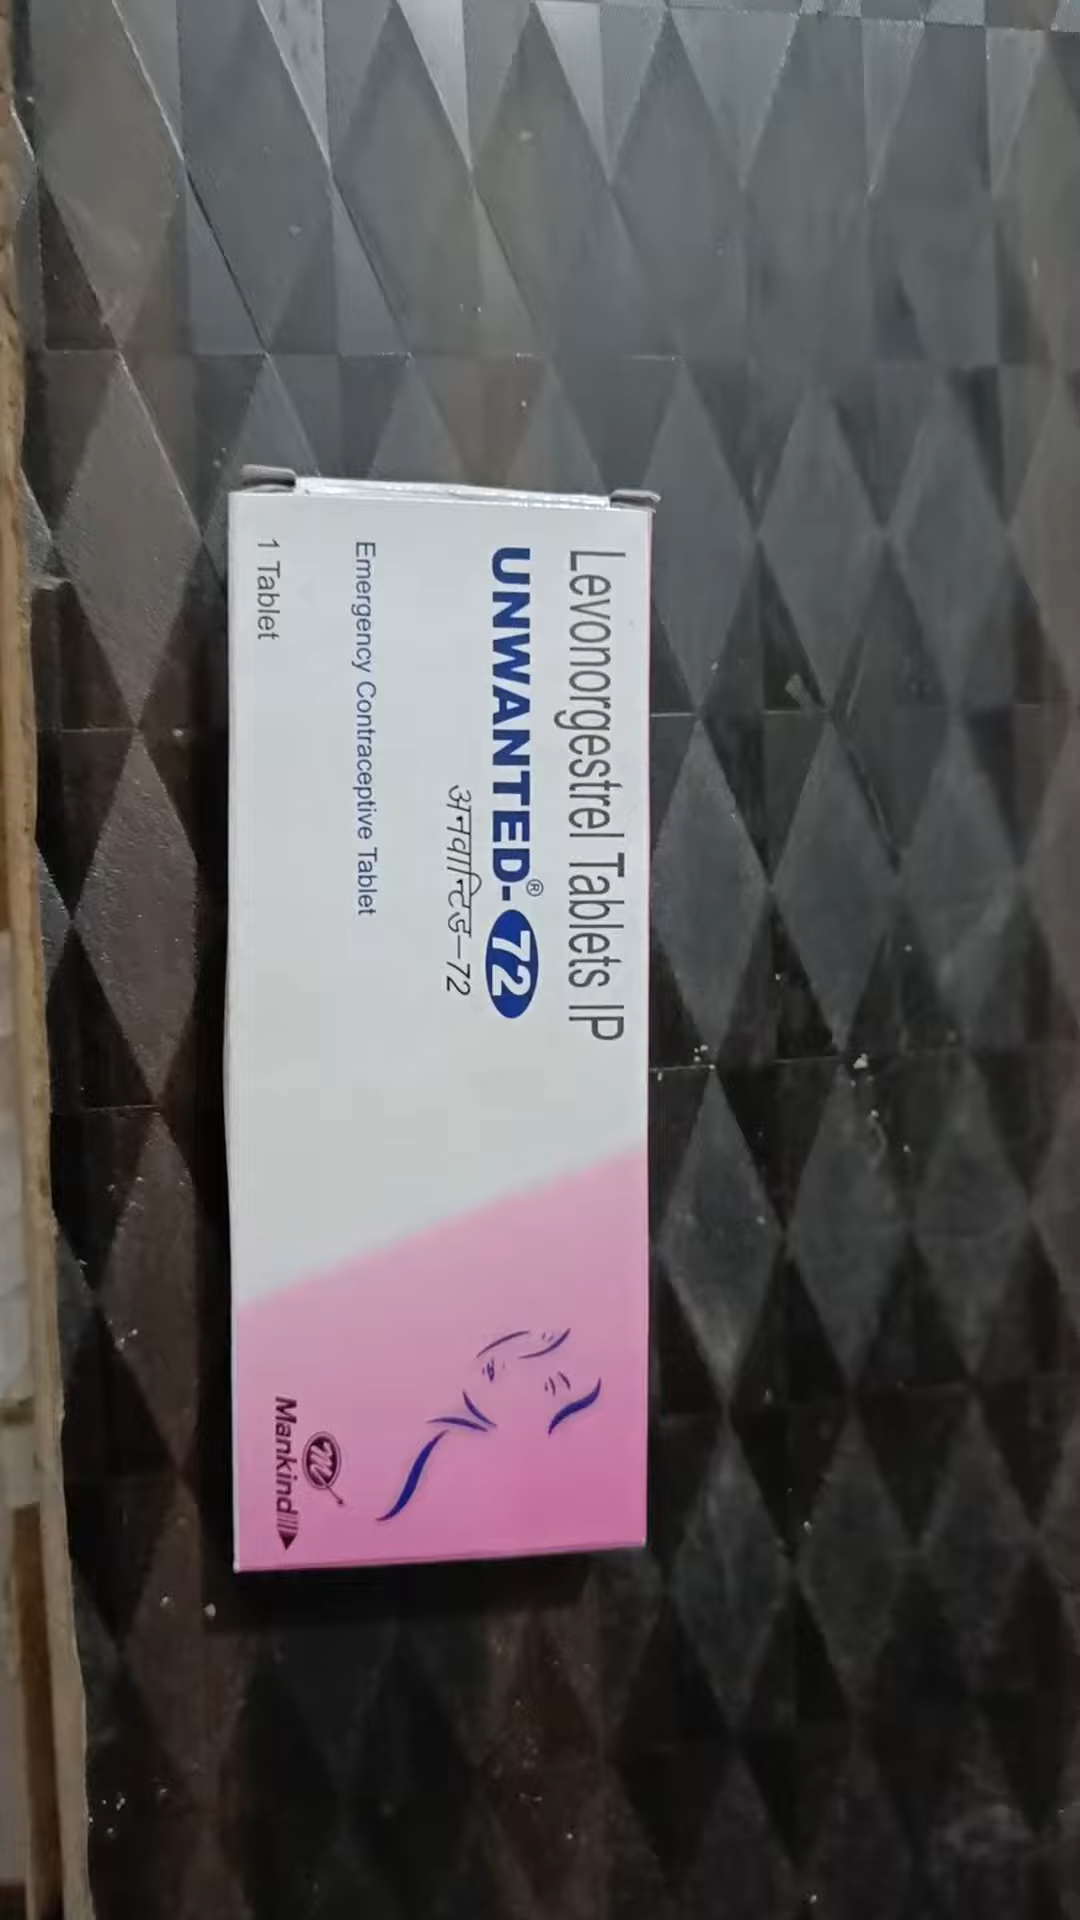 Levonorgestrel Tablets IP
UNWANTED®-72
अनवान्टिड–72
Emergency Contraceptive Tablet
1 Tablet
m
Mankind